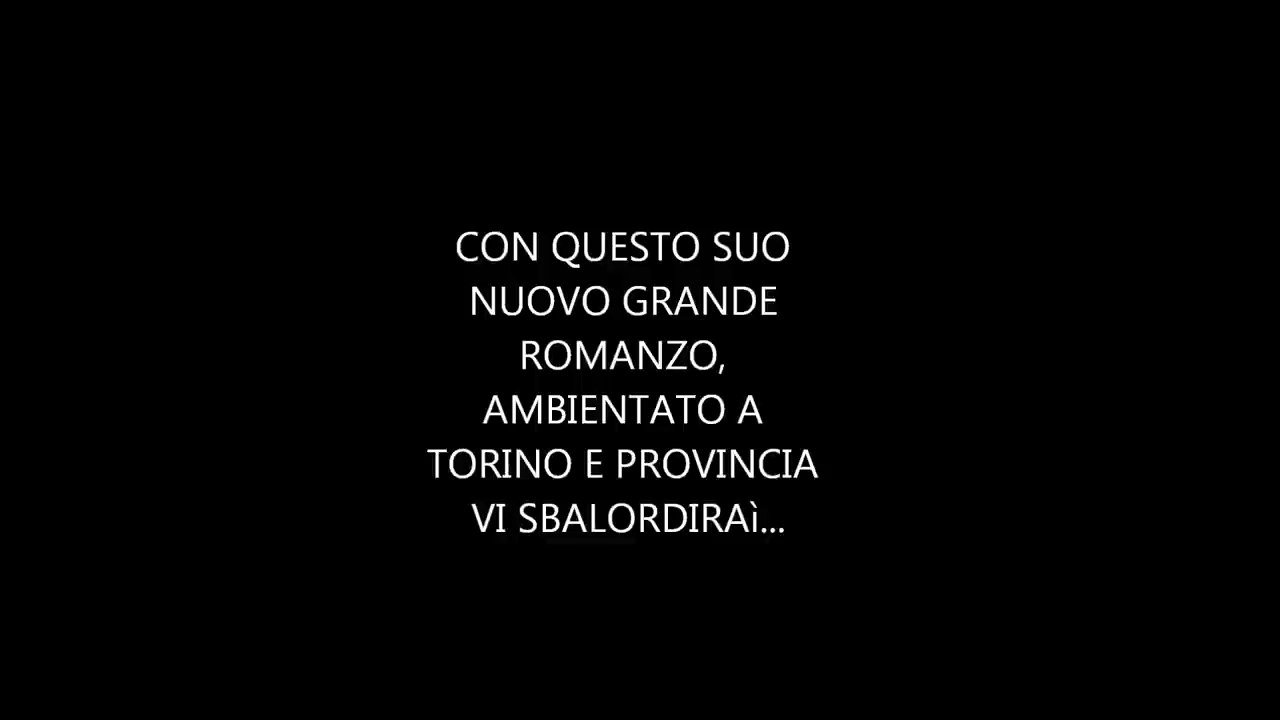 CON QUESTO SUO
NUOVO GRANDE
ROMANZO,
AMBIENTATO A
TORINO E PROVINCIA
VI SBALORDIRAì...